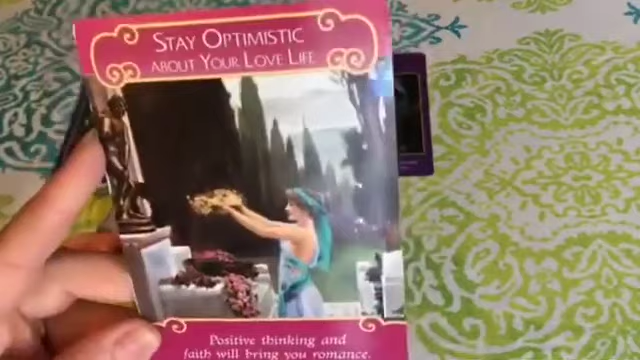 STAY OPTIMISTIC
ABOUT YOUR LOVE LIFE
Positive thinking and
faith will bring you romance.